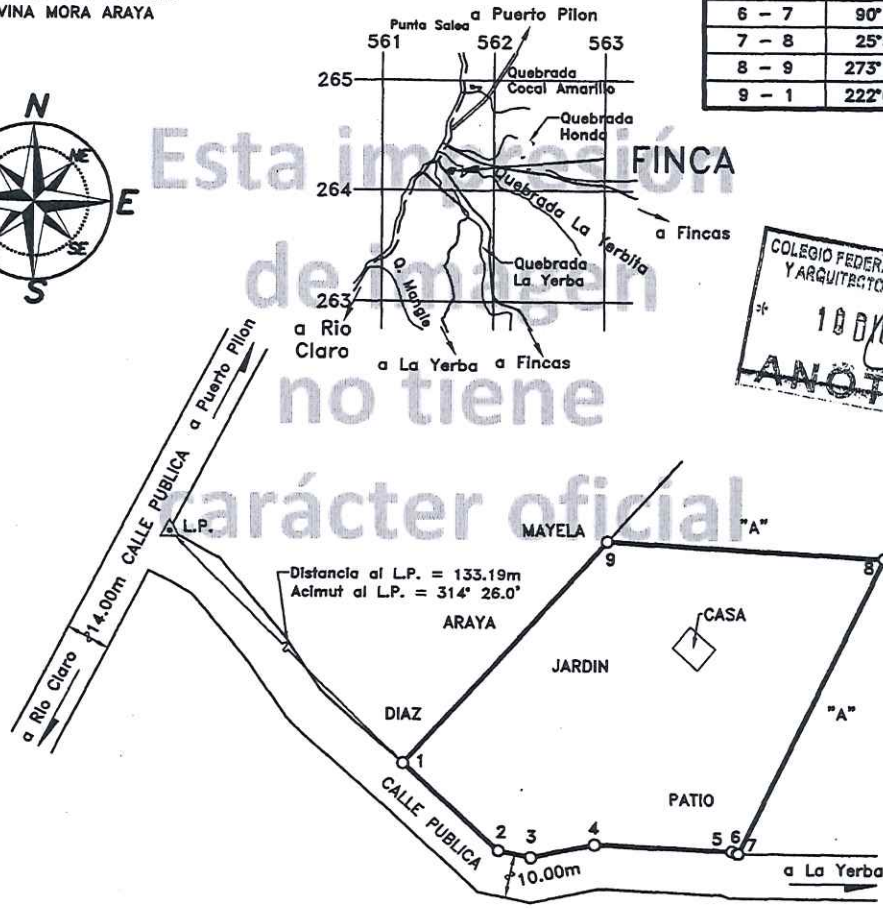 VINA MORA ARAYA
6 - 7 90°
7 - 8 25°
8 - 9 273°
9 - 1 222°
a Puerto Pilon
Punta Salea
561 562 563
265
264
263
Quebrada
Cocal Amarillo
Quebrada
Honda
FINCA
Quebrada La Yerbita
a Fincas
Quebrada
La Yerba
Q. Mangle
a Rio
Claro
a La Yerba
a Fincas
N
NE
E
SE
S
Esta impresión
de imagen
no tiene
carácter oficial
COLEGIO FEDER
Y ARQUITECTO
ANOT
a Puerto Pilon
CALLE PUBLICA
14.00m
a Rio Claro
L.P.
Distancia al L.P. = 133.19m
Acimut al L.P. = 314° 26.0'
MAYELA
ARAYA
DIAZ
"A"
9
8
CASA
JARDIN
"A"
PATIO
1
CALLE PUBLICA
2
3
4
5
6
7
10.00m
a La Yerba